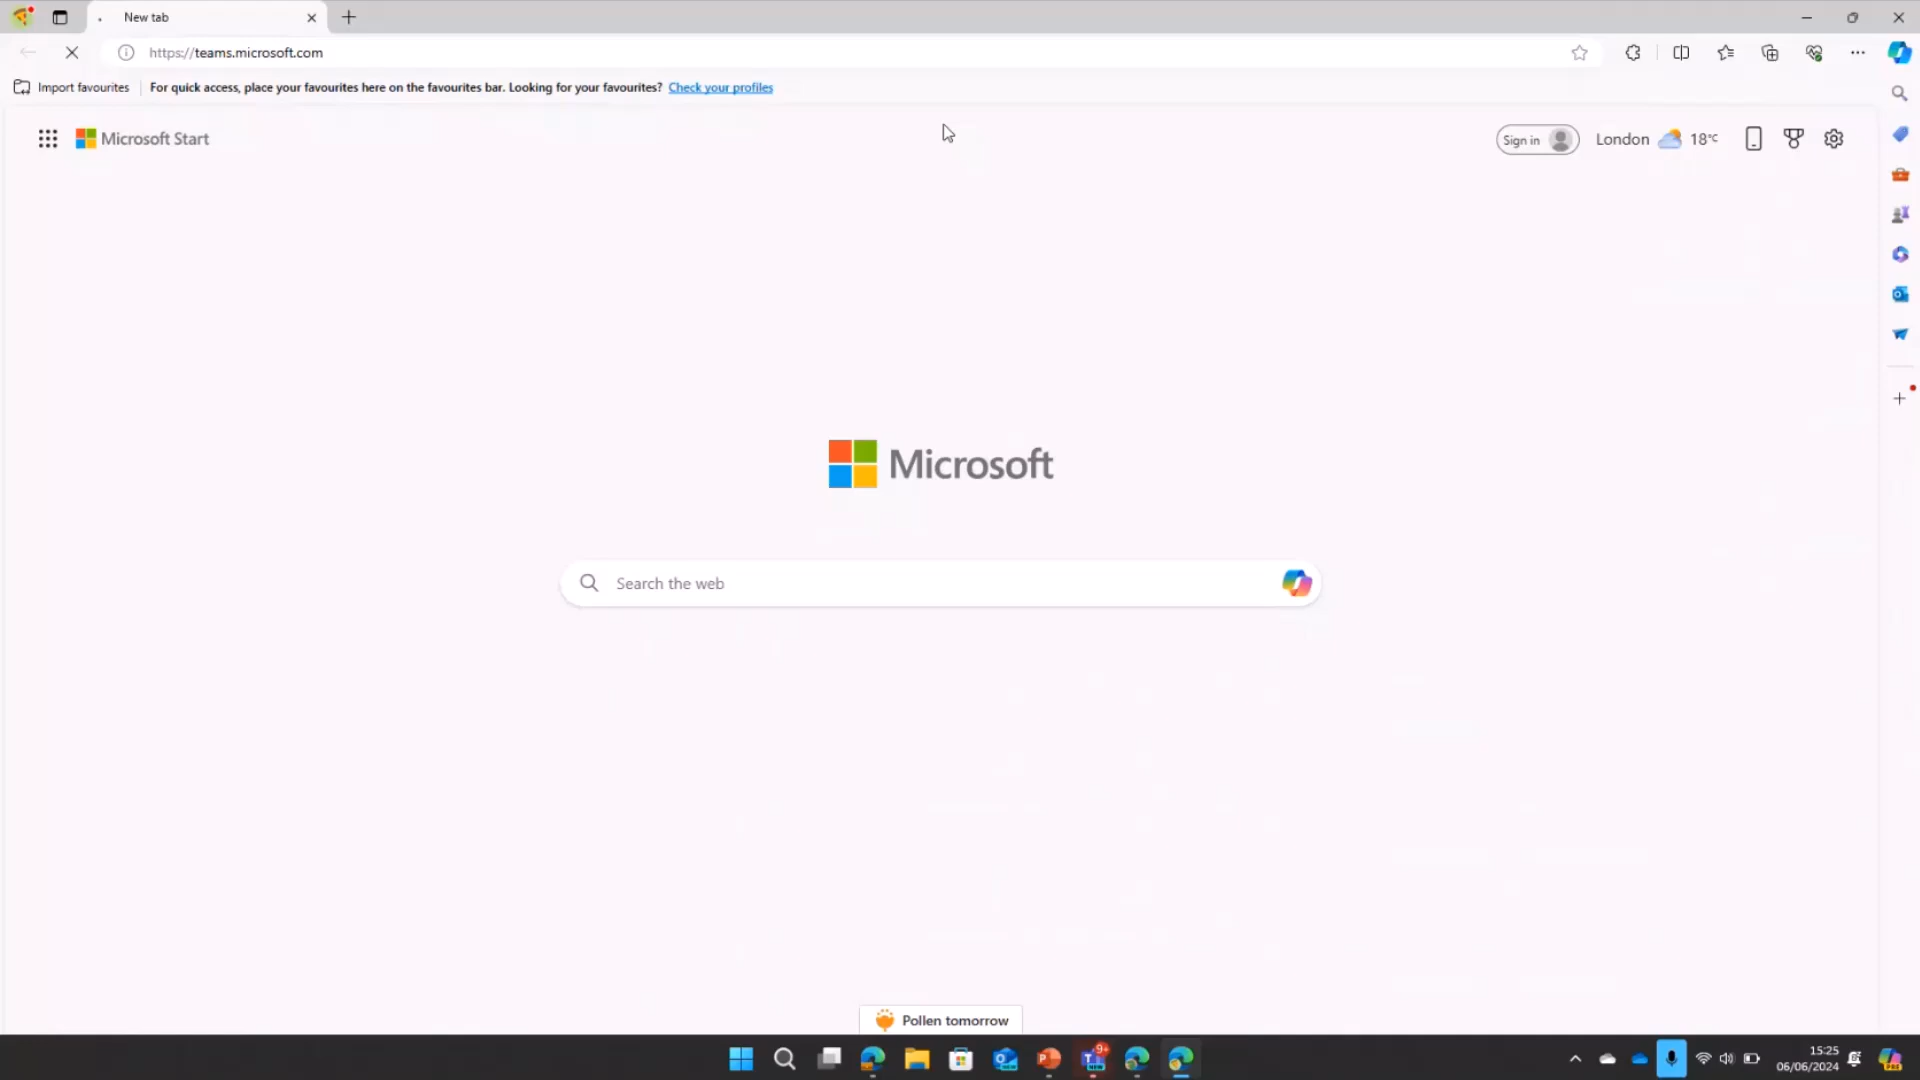 New tab
https://teams.microsoft.com
Import favourites
For quick access, place your favourites here on the favourites bar. Looking for your favourites? Check your profiles
Microsoft Start
Sign in
London
18°C
Microsoft
Search the web
Pollen tomorrow
9+
15:25
06/06/2024